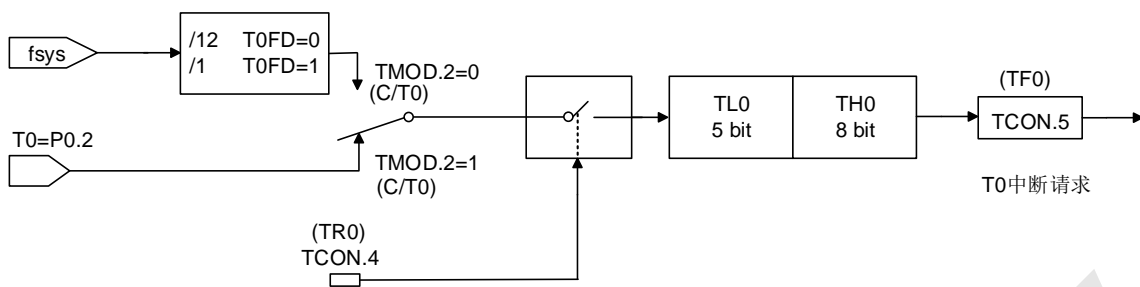 fsys
/12 T0FD=0
/1 T0FD=1
TMOD.2=0
(C/T0)
T0=P0.2
TMOD.2=1
(C/T0)
(TR0)
TCON.4
TL0
5 bit
TH0
8 bit
(TF0)
TCON.5
T0中断请求